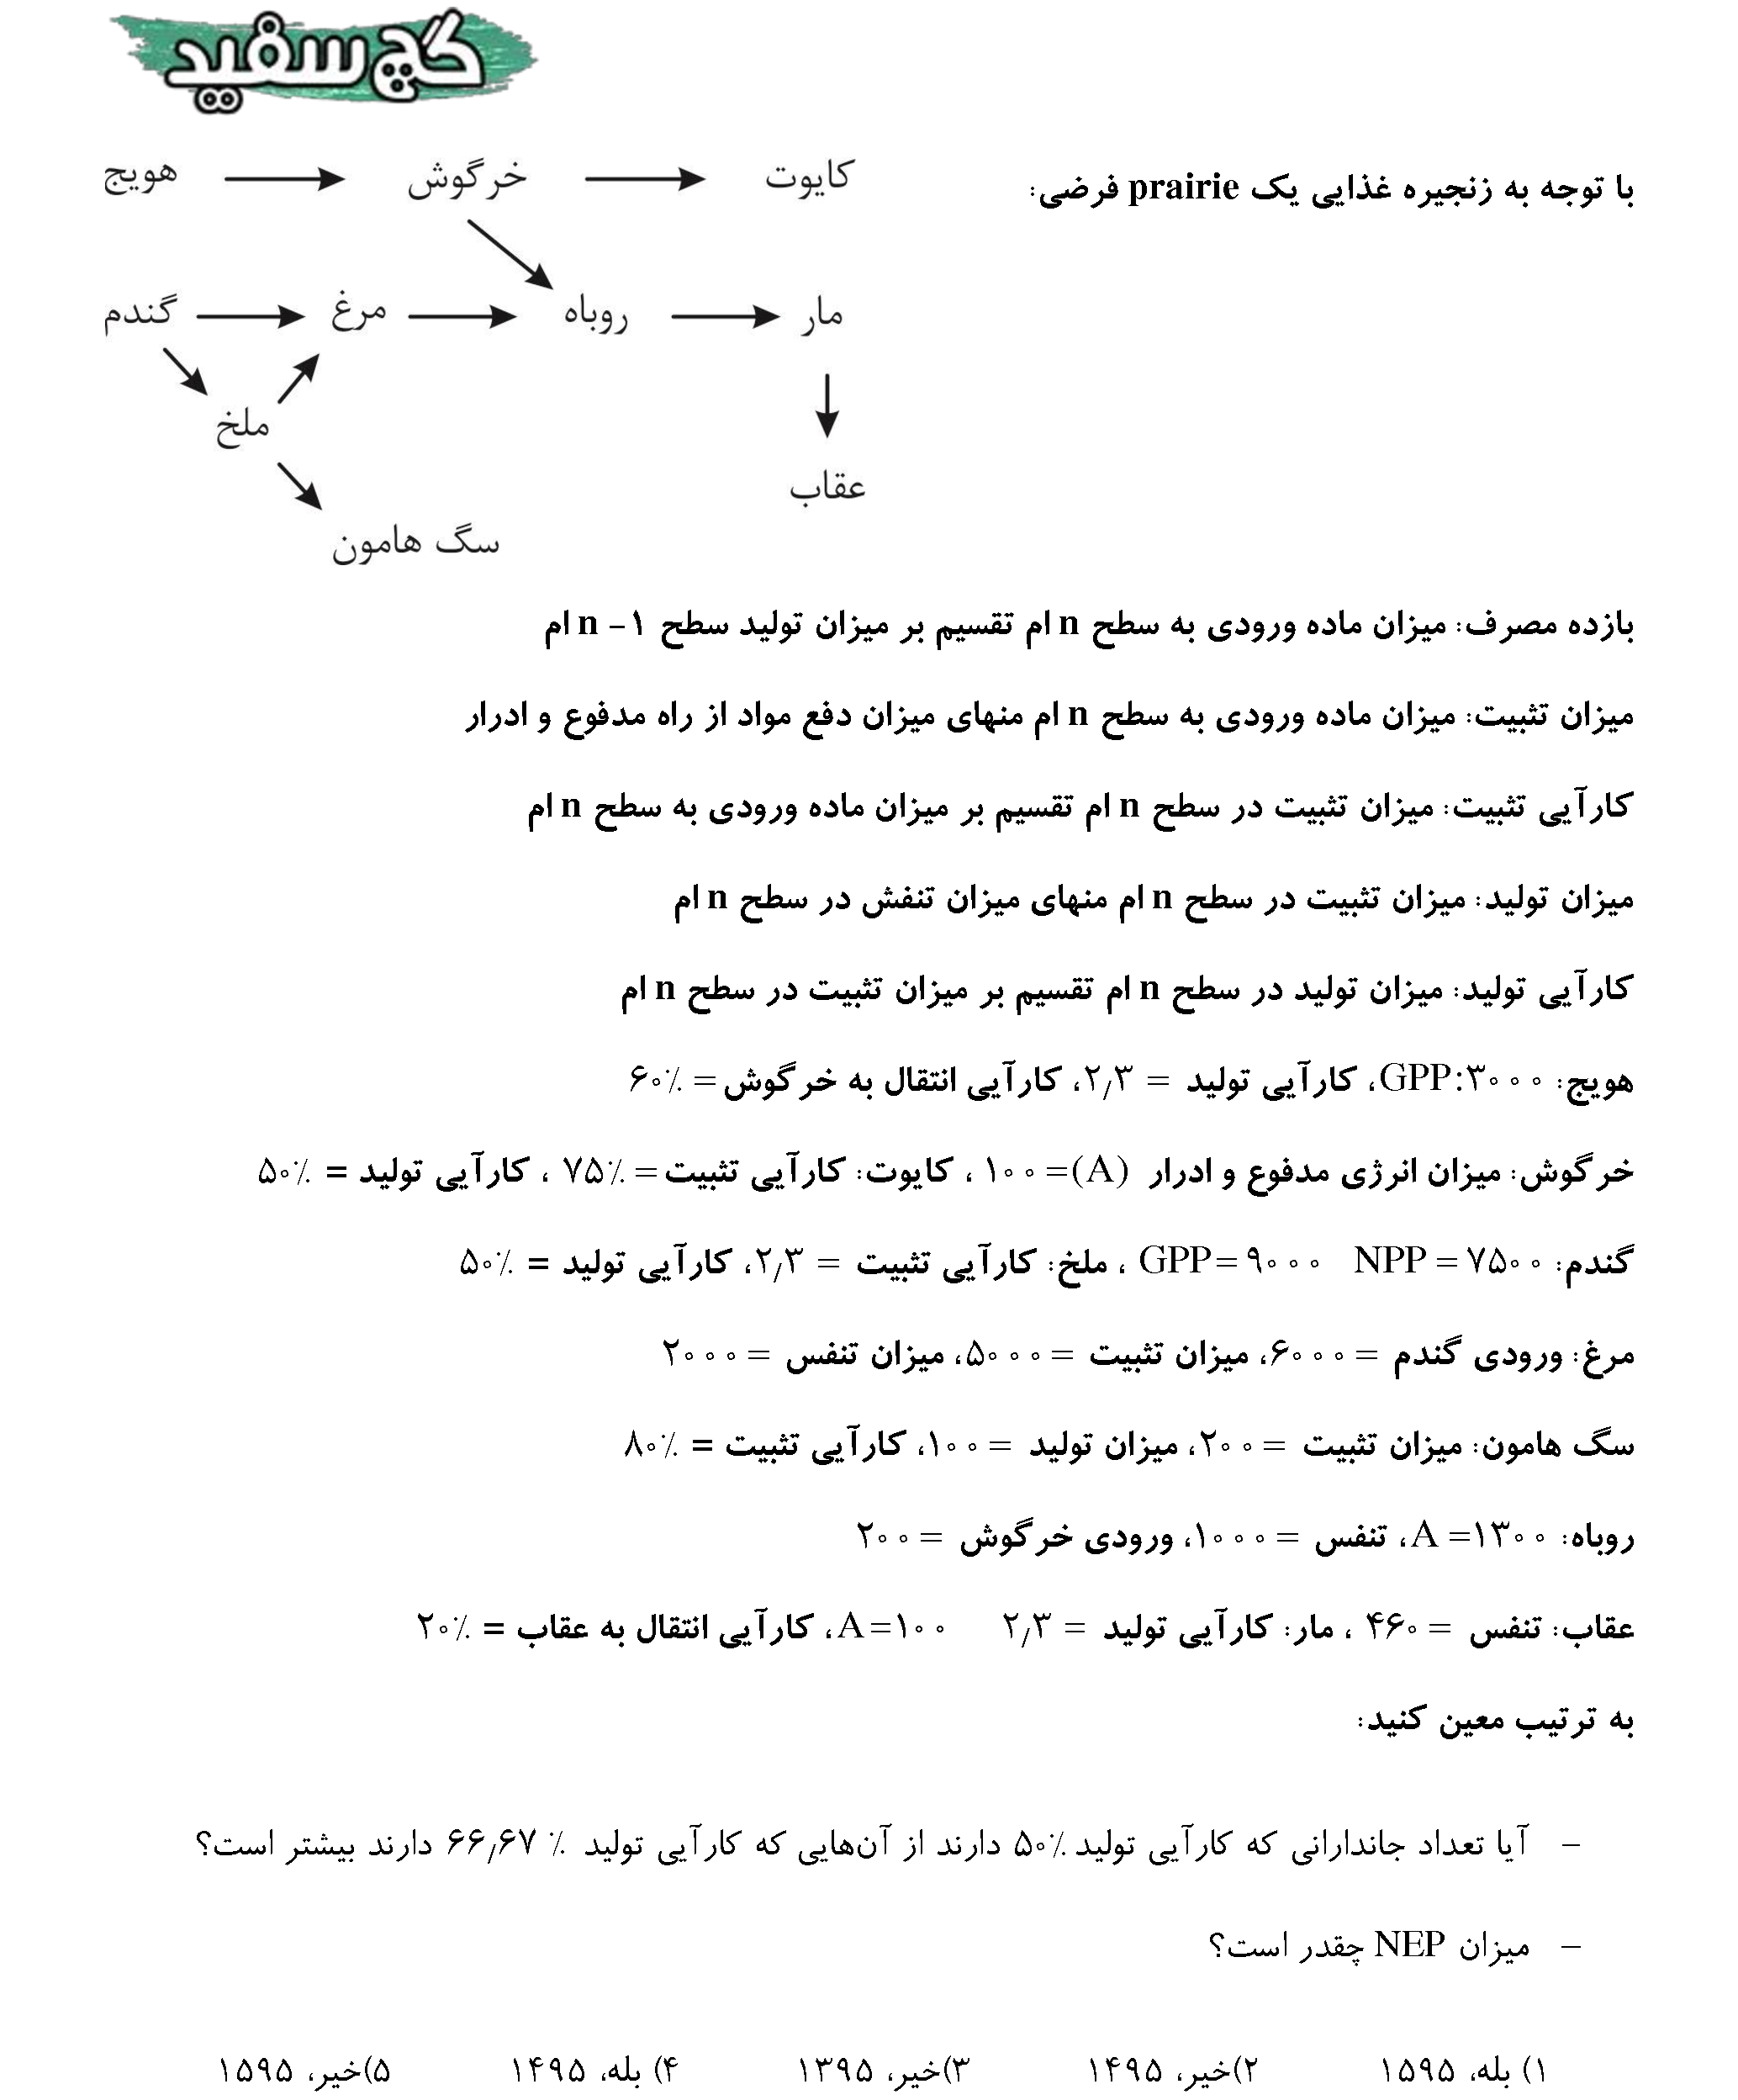 گچ سفید
با توجه به زنجیره غذایی یک prairie فرضی:
هویج خرگوش کایوت
گندم مرغ روباه مار
ملخ
عقاب
سگ هامون
بازده مصرف: میزان ماده ورودی به سطح n ام تقسیم بر میزان تولید سطح n – ۱ ام
میزان تثبیت: میزان ماده ورودی به سطح n ام منهای میزان دفع مواد از راه مدفوع و ادرار
کارآیی تثبیت: میزان تثبیت در سطح n ام تقسیم بر میزان ماده ورودی به سطح n ام
میزان تولید: میزان تثبیت در سطح n ام منهای میزان تنفش در سطح n ام
کارآیی تولید: میزان تولید در سطح n ام تقسیم بر میزان تثبیت در سطح n ام
هویج: GPP:۳۰۰۰، کارآیی تولید = ۲٫۳، کارآیی انتقال به خرگوش = ۶۰٪
خرگوش: میزان انرژی مدفوع و ادرار (A)=۱۰۰ ، کایوت: کارآیی تثبیت = ۷۵٪ ، کارآیی تولید = ۵۰٪
گندم: GPP=۹۰۰۰ NPP = ۷۵۰۰ ، ملخ: کارآیی تثبیت = ۲٫۳، کارآیی تولید = ۵۰٪
مرغ: ورودی گندم = ۶۰۰۰، میزان تثبیت = ۵۰۰۰، میزان تنفس = ۲۰۰۰
سگ هامون: میزان تثبیت = ۲۰۰، میزان تولید = ۱۰۰، کارآیی تثبیت = ۸۰٪
روباه: A =۱۳۰۰، تنفس = ۱۰۰۰، ورودی خرگوش = ۲۰۰
عقاب: تنفس = ۴۶۰ ، مار: کارآیی تولید = ۲٫۳ A=۱۰۰، کارآیی انتقال به عقاب = ۲۰٪
به ترتیب معین کنید:
– آیا تعداد جاندارانی که کارآیی تولید ۵۰٪ دارند از آن‌هایی که کارآیی تولید ۶۶٫۶۷ ٪ دارند بیشتر است؟
– میزان NEP چقدر است؟
۱) بله، ۱۵۹۵ ۲)خیر، ۱۴۹۵ ۳)خیر، ۱۳۹۵ ۴) بله، ۱۴۹۵ ۵)خیر، ۱۵۹۵